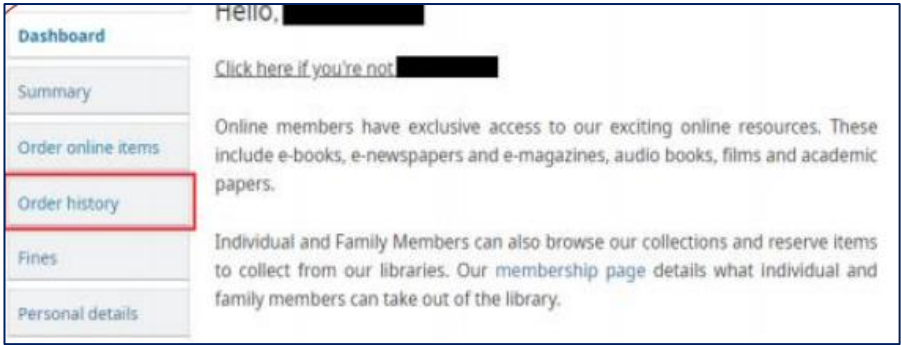 Hello,
Dashboard
Click here if you're not
Summary
Online members have exclusive access to our exciting online resources. These
Order online items
include e-books, e-newspapers and e-magazines, audio books, films and academic
papers.
Order history
Individual and Family Members can also browse our collections and reserve items
Fines
to collect from our libraries. Our membership page details what individual and
family members can take out of the library.
Personal details